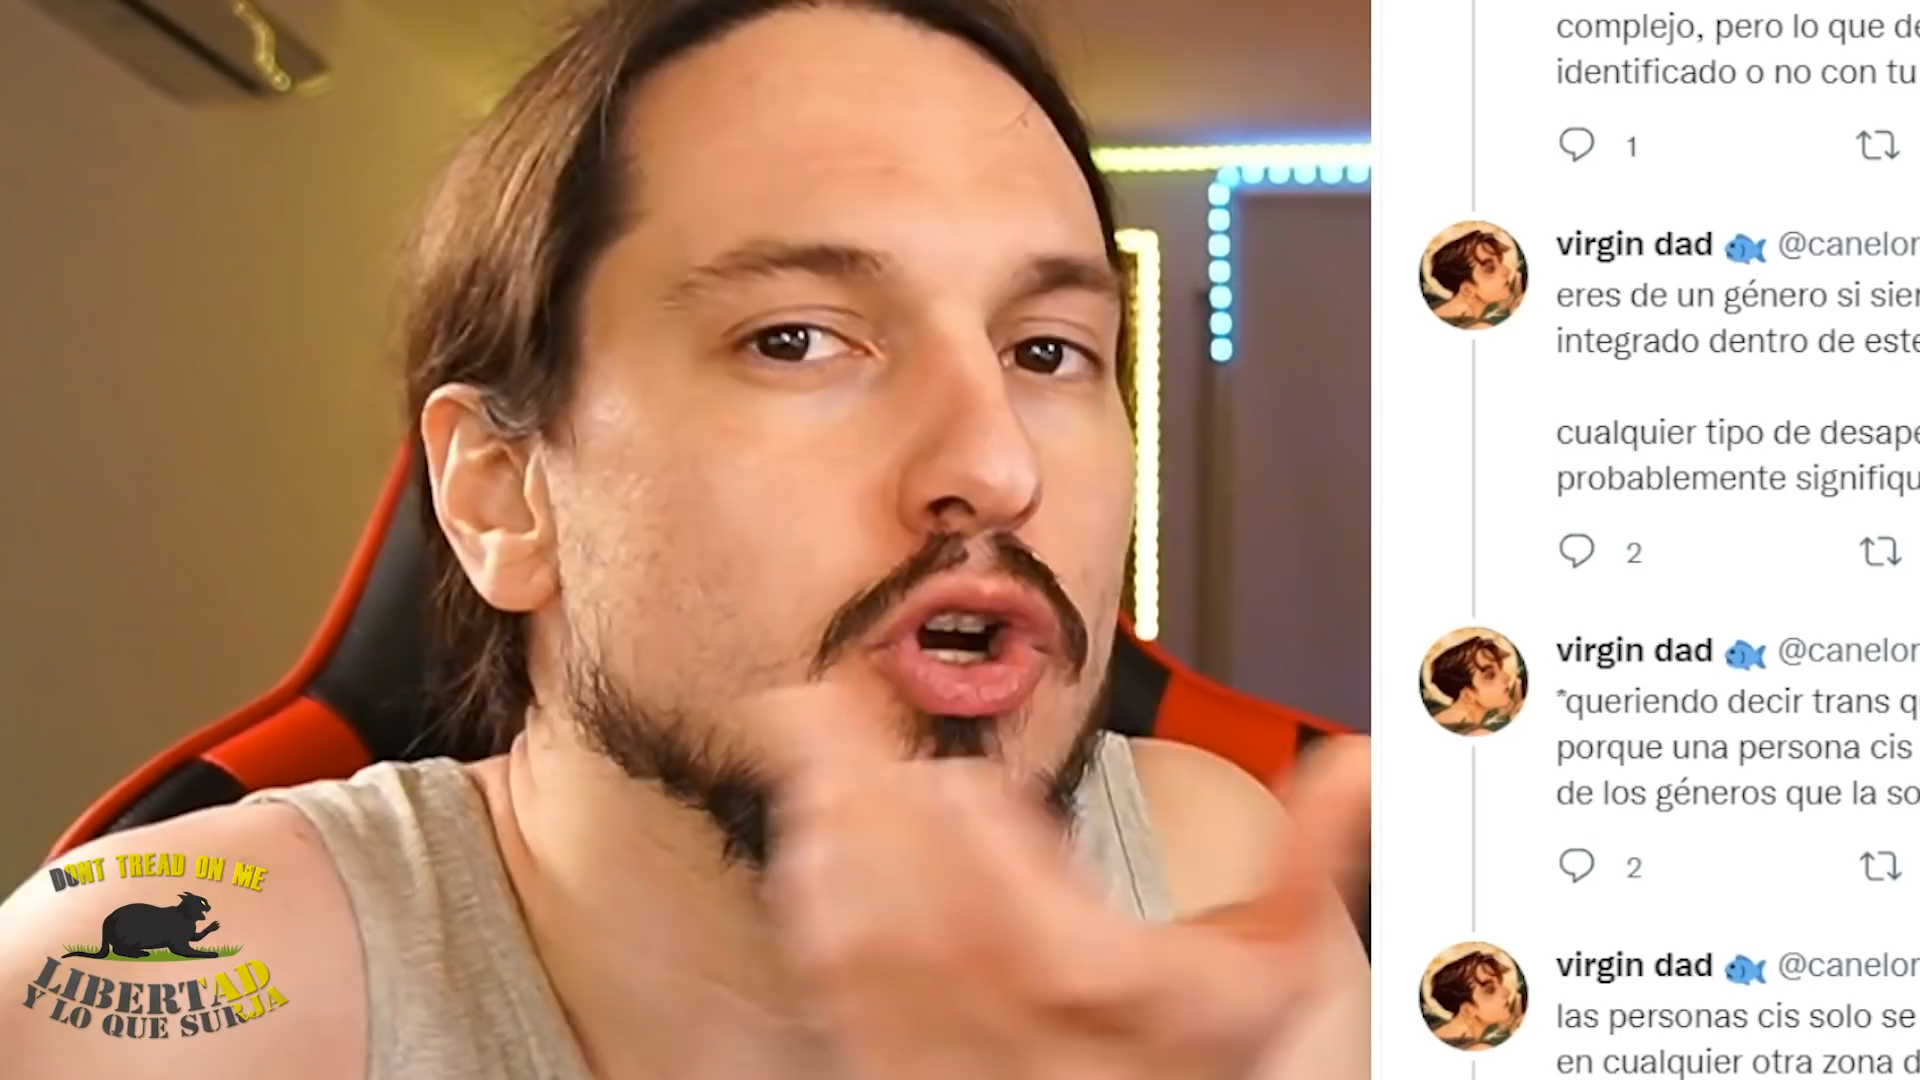 complejo, pero lo que de
identificado o no con tu
1
virgin dad @canelor
eres de un género si sier
integrado dentro de este
cualquier tipo de desape
probablemente signifiqu
2
virgin dad @canelor
*queriendo decir trans q
porque una persona cis
de los géneros que la so
2
virgin dad @canelor
las personas cis solo se
en cualquier otra zona d
DONT TREAD ON ME
LIBERTAD
Y LO QUE SURJA